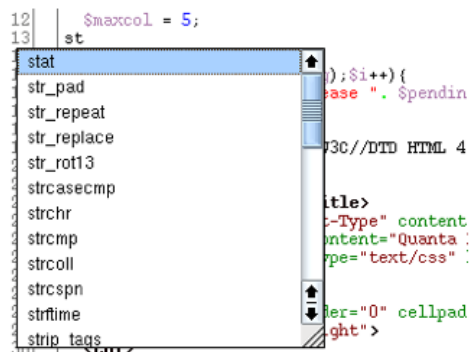 12 $maxcol = 5;
13 st
stat
str_pad
str_repeat
str_replace
str_rot13
strcasecmp
strchr
strcmp
strcoll
strcspn
strftime
strip_tags
);$i++){
ease ". $pendin
W3C//DTD HTML 4
itle>
t-Type" content
ontent="Quanta
ype="text/css"
der="0" cellpad
ght">